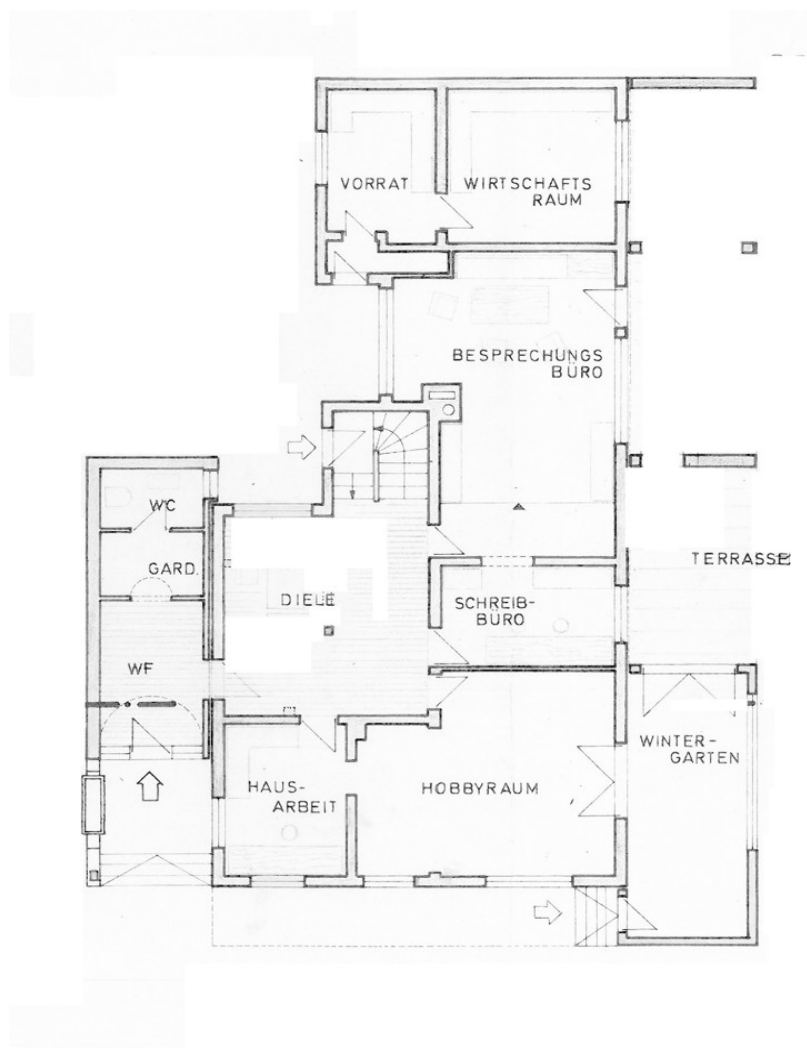 VORRAT
WIRTSCHAFTS
RAUM
BESPRECHUNGS
BÜRO
WC
GARD.
DIELE
SCHREIB-
BÜRO
TERRASSE
WF
WINTER-
GARTEN
HAUS-
ARBEIT
HOBBYRAUM